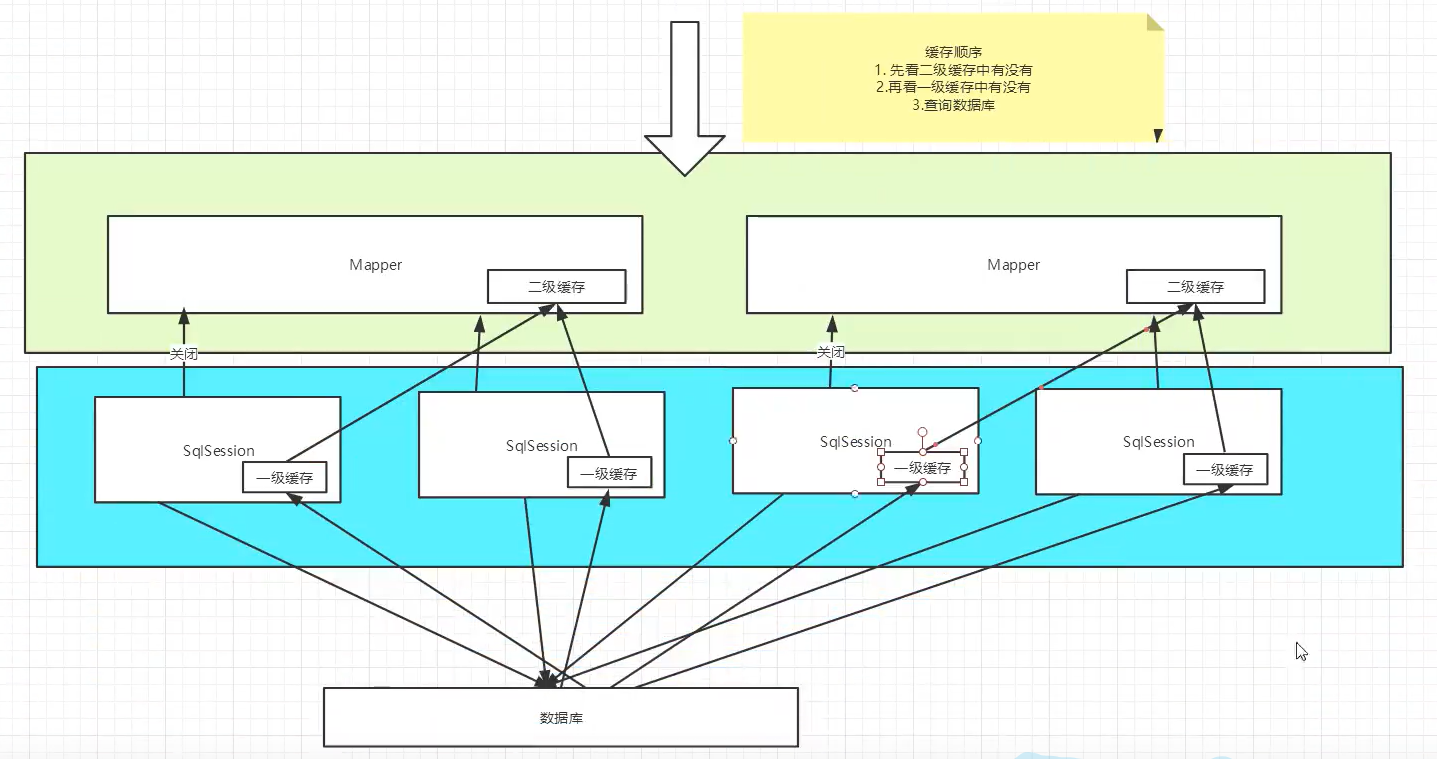 缓存顺序
1. 先看二级缓存中有没有
2.再看一级缓存中有没有
3.查询数据库
Mapper
二级缓存
Mapper
二级缓存
关闭
关闭
SqlSession
一级缓存
SqlSession
一级缓存
SqlSession
一级缓存
SqlSession
一级缓存
数据库